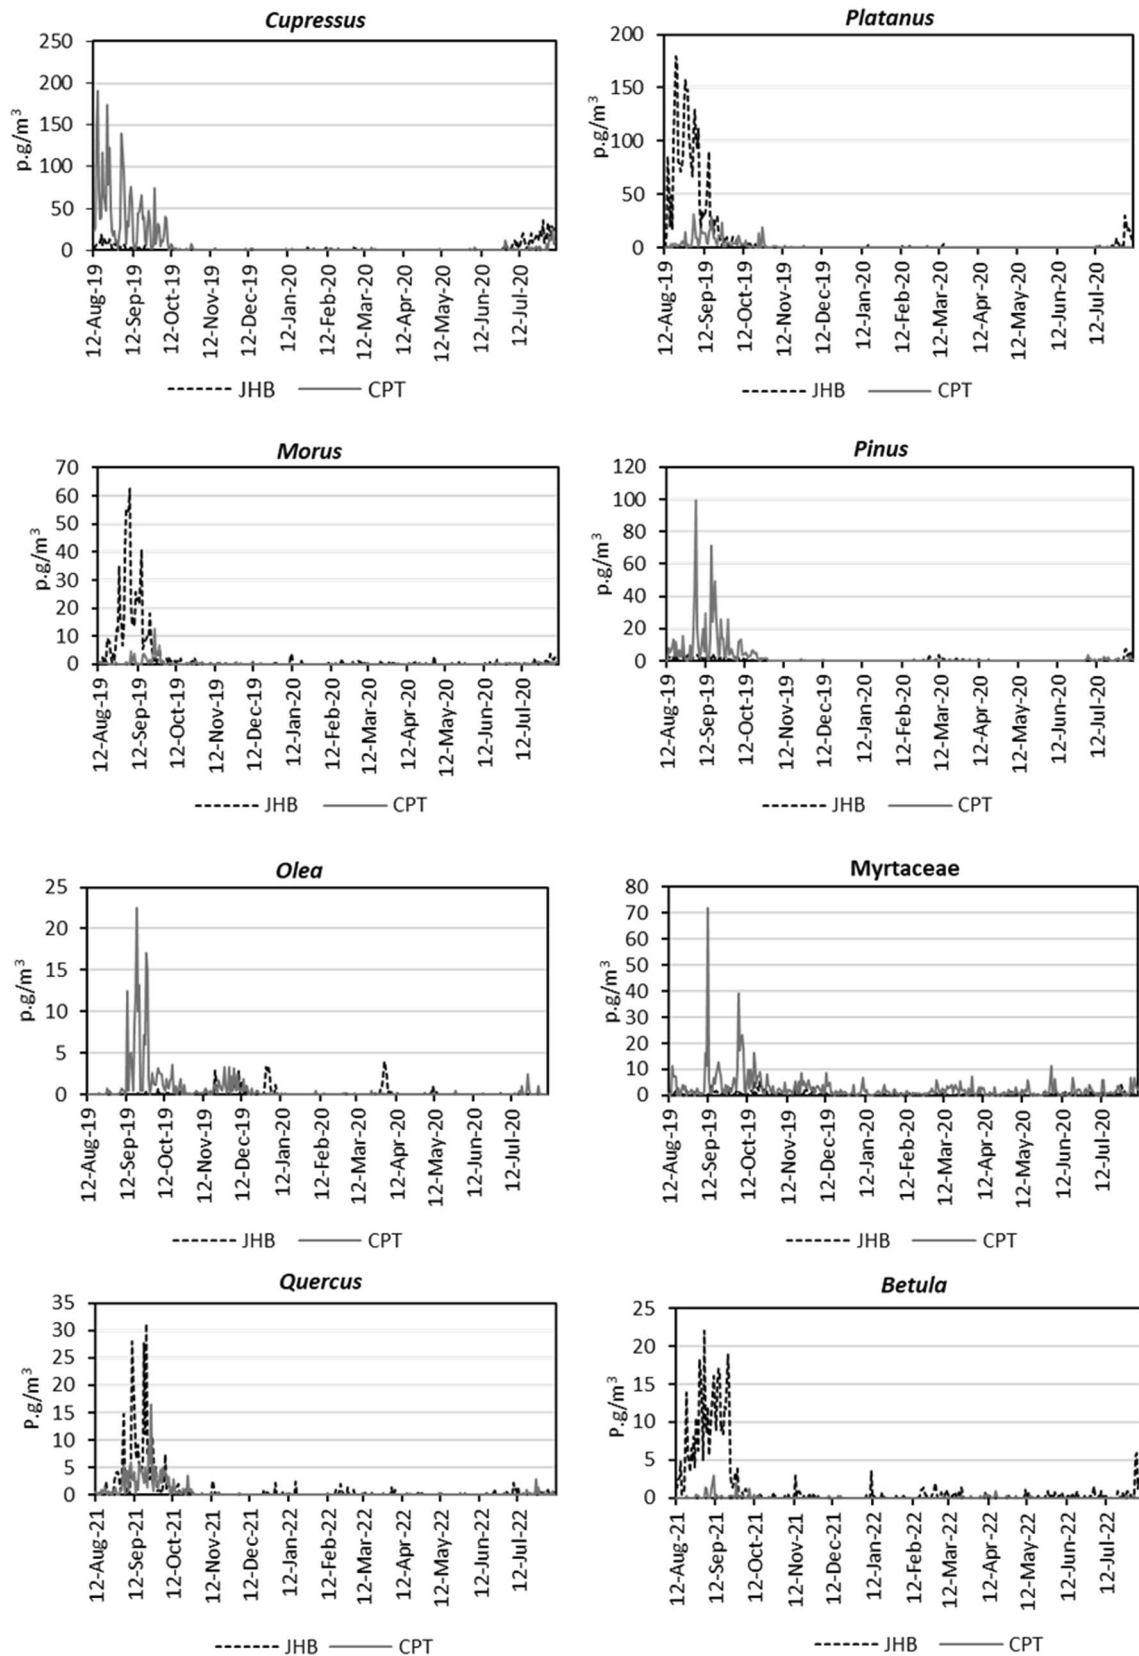 Cupressus
250
200
150
100
50
0
p.g/m³
12-Aug-19
12-Sep-19
12-Oct-19
12-Nov-19
12-Dec-19
12-Jan-20
12-Feb-20
12-Mar-20
12-Apr-20
12-May-20
12-Jun-20
12-Jul-20
JHB CPT
Platanus
200
150
100
50
0
p.g/m³
12-Aug-19
12-Sep-19
12-Oct-19
12-Nov-19
12-Dec-19
12-Jan-20
12-Feb-20
12-Mar-20
12-Apr-20
12-May-20
12-Jun-20
12-Jul-20
JHB CPT
Morus
70
60
50
40
30
20
10
0
p.g/m³
12-Aug-19
12-Sep-19
12-Oct-19
12-Nov-19
12-Dec-19
12-Jan-20
12-Feb-20
12-Mar-20
12-Apr-20
12-May-20
12-Jun-20
12-Jul-20
JHB CPT
Pinus
120
100
80
60
40
20
0
p.g/m³
12-Aug-19
12-Sep-19
12-Oct-19
12-Nov-19
12-Dec-19
12-Jan-20
12-Feb-20
12-Mar-20
12-Apr-20
12-May-20
12-Jun-20
12-Jul-20
JHB CPT
Olea
25
20
15
10
5
0
p.g/m³
12-Aug-19
12-Sep-19
12-Oct-19
12-Nov-19
12-Dec-19
12-Jan-20
12-Feb-20
12-Mar-20
12-Apr-20
12-May-20
12-Jun-20
12-Jul-20
JHB CPT
Myrtaceae
80
70
60
50
40
30
20
10
0
p.g/m³
12-Aug-19
12-Sep-19
12-Oct-19
12-Nov-19
12-Dec-19
12-Jan-20
12-Feb-20
12-Mar-20
12-Apr-20
12-May-20
12-Jun-20
12-Jul-20
JHB CPT
Quercus
35
30
25
20
15
10
5
0
P.g/m³
12-Aug-21
12-Sep-21
12-Oct-21
12-Nov-21
12-Dec-21
12-Jan-22
12-Feb-22
12-Mar-22
12-Apr-22
12-May-22
12-Jun-22
12-Jul-22
JHB CPT
Betula
25
20
15
10
5
0
P.g/m³
12-Aug-21
12-Sep-21
12-Oct-21
12-Nov-21
12-Dec-21
12-Jan-22
12-Feb-22
12-Mar-22
12-Apr-22
12-May-22
12-Jun-22
12-Jul-22
JHB CPT